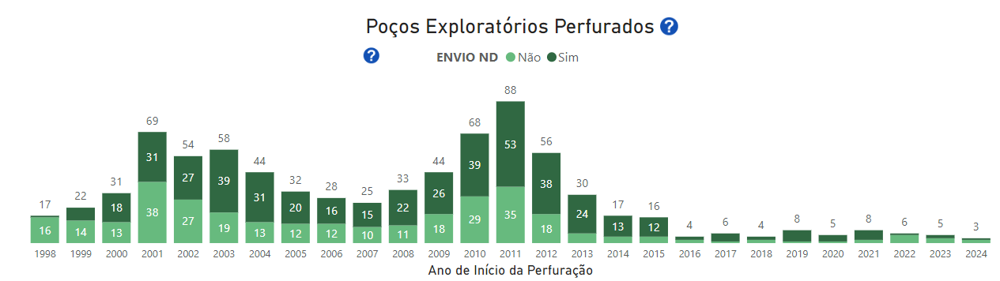 Poços Exploratórios Perfurados ?
? ENVIO ND Não Sim
17 22 31 69 54 58 44 32 28 25 33 44 68 88 56 30 17 16 4 6 4 8 5 8 6 5 3
18 31 27 39 31 20 16 15 22 26 39 53 38 24 13 12
16 14 13 38 27 19 13 12 12 10 11 18 29 35 18
1998 1999 2000 2001 2002 2003 2004 2005 2006 2007 2008 2009 2010 2011 2012 2013 2014 2015 2016 2017 2018 2019 2020 2021 2022 2023 2024
Ano de Início da Perfuração